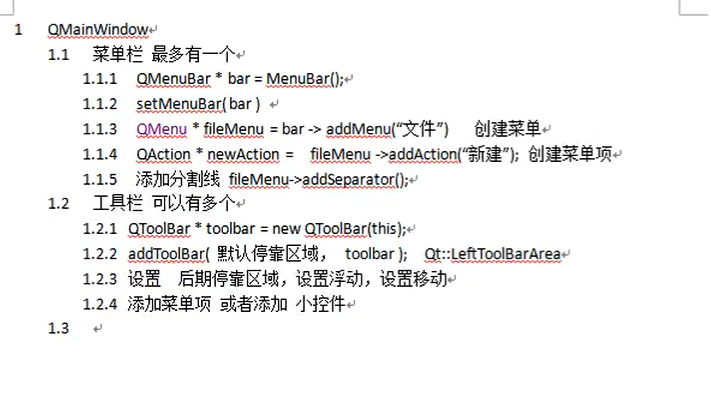 1 QMainWindow
1.1 菜单栏 最多有一个
1.1.1 QMenuBar * bar = MenuBar();
1.1.2 setMenuBar( bar )
1.1.3 QMenu * fileMenu = bar -> addMenu(“文件”) 创建菜单
1.1.4 QAction * newAction = fileMenu ->addAction(“新建”); 创建菜单项
1.1.5 添加分割线 fileMenu->addSeparator();
1.2 工具栏 可以有多个
1.2.1 QToolBar * toolbar = new QToolBar(this);
1.2.2 addToolBar( 默认停靠区域， toolbar ); Qt::LeftToolBarArea
1.2.3 设置 后期停靠区域，设置浮动，设置移动
1.2.4 添加菜单项 或者添加 小控件
1.3